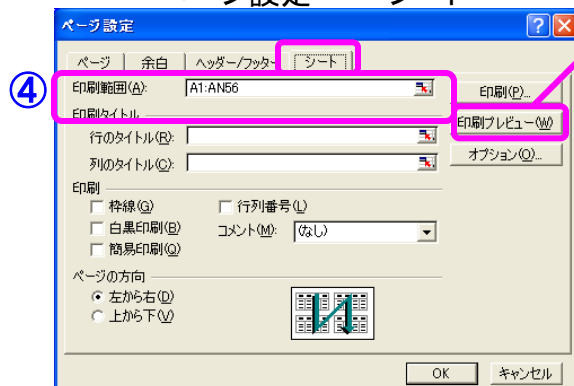 ページ設定
ページ 余白 ヘッダー/フッター シート
④
印刷範囲(A): A1:AN56
印刷(P)...
印刷タイトル
印刷プレビュー(W)
行のタイトル(R):
オプション(O)...
列のタイトル(C):
印刷
枠線(G) 行列番号(L)
白黒印刷(B) コメント(M): (なし)
簡易印刷(Q)
ページの方向
左から右(D)
上から下(V)
OK キャンセル